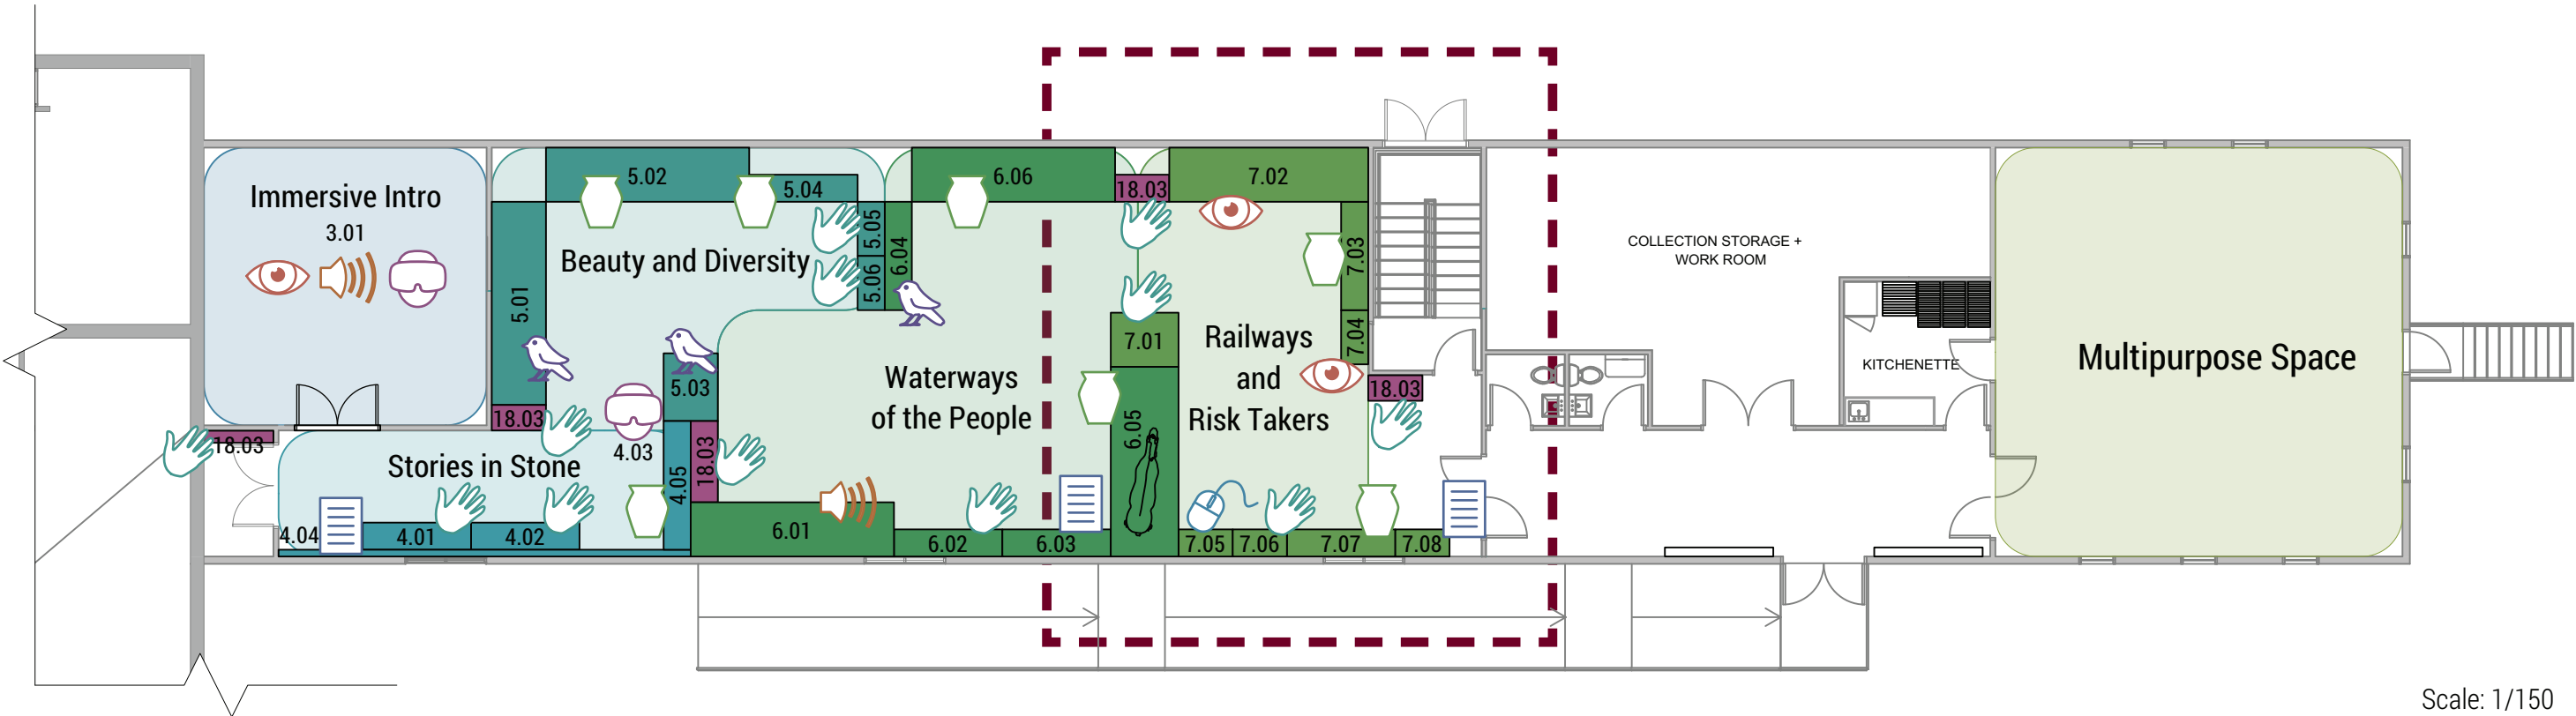 Immersive Intro
3.01
5.02
5.04
6.06
18.03
7.02
5.05
5.06
6.04
7.03
Beauty and Diversity
COLLECTION STORAGE +
WORK ROOM
5.01
7.01
Railways
and
Risk Takers
7.04
Multipurpose Space
KITCHENETTE
5.03
Waterways
of the People
18.03
18.03
18.03
4.03
Stories in Stone
4.05
18.03
6.05
4.04
4.01
4.02
6.01
6.02
6.03
7.05
7.06
7.07
7.08
Scale: 1/150